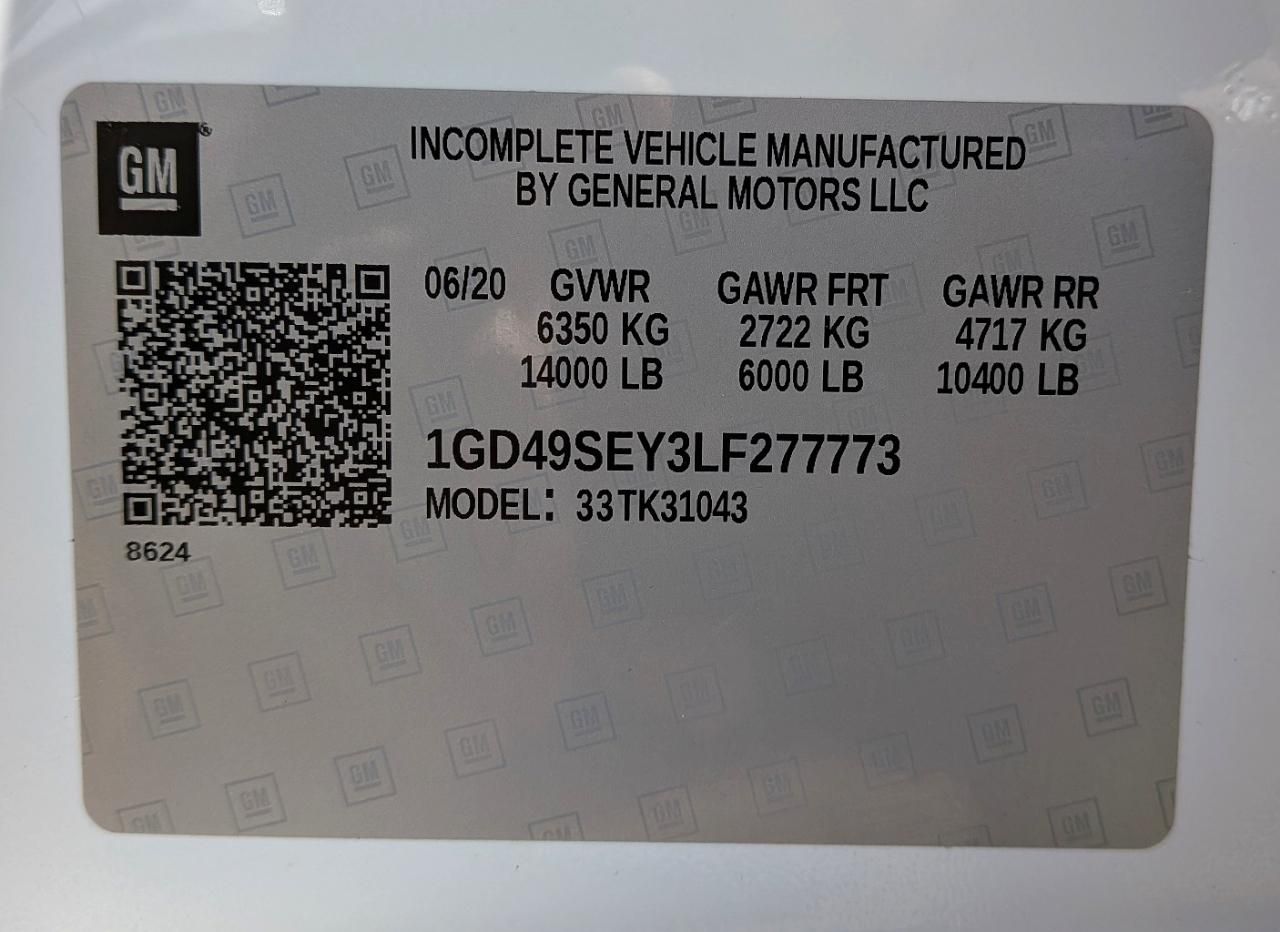 GM
INCOMPLETE VEHICLE MANUFACTURED
BY GENERAL MOTORS LLC
06/20 GVWR GAWR FRT GAWR RR
6350 KG 2722 KG 4717 KG
14000 LB 6000 LB 10400 LB
1GD49SEY3LF277773
MODEL: 33TK31043
8624